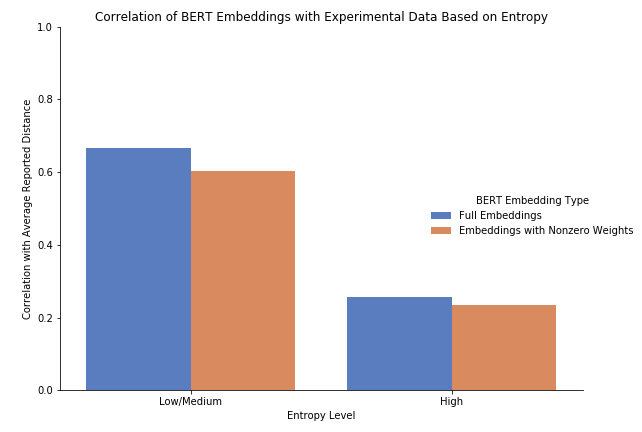 Correlation of BERT Embeddings with Experimental Data Based on Entropy
1.0
0.8
0.6
0.4
0.2
0.0
Correlation with Average Reported Distance
BERT Embedding Type
Full Embeddings
Embeddings with Nonzero Weights
Low/Medium
High
Entropy Level